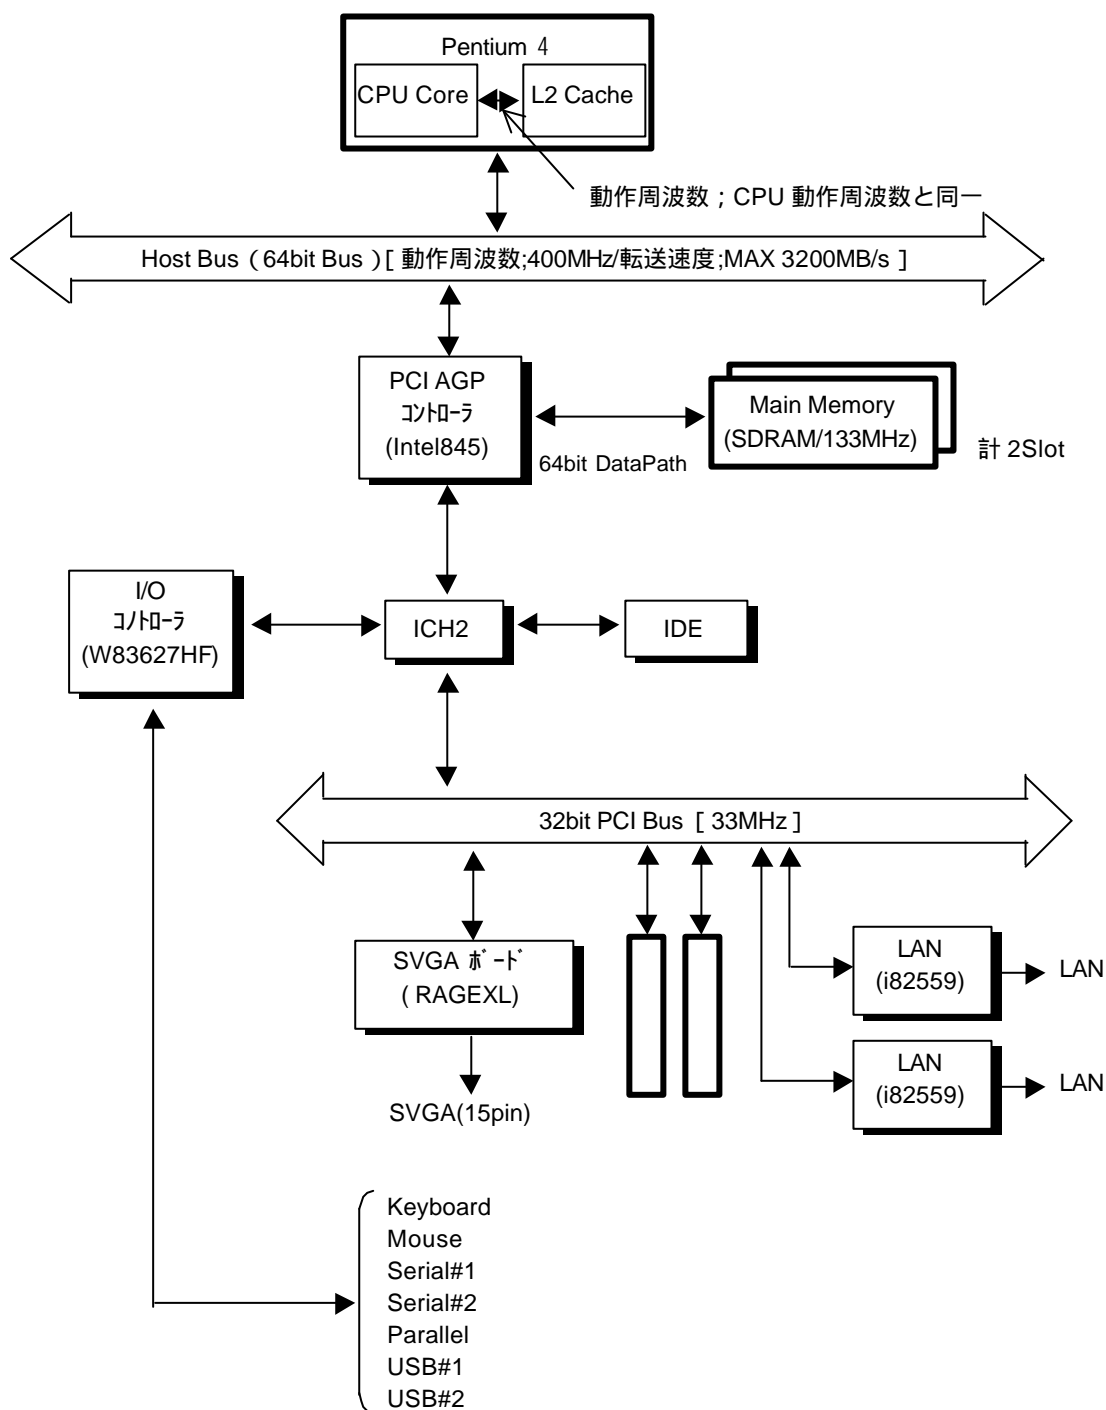 Pentium 4
CPU Core
L2 Cache
動作周波数；CPU 動作周波数と同一
Host Bus（64bit Bus）[ 動作周波数;400MHz/転送速度;MAX 3200MB/s ]
PCI AGP
ｺﾝﾄﾛｰﾗ
(Intel845)
64bit DataPath
Main Memory
(SDRAM/133MHz)
計 2Slot
I/O
ｺﾝﾄﾛｰﾗ
(W83627HF)
ICH2
IDE
32bit PCI Bus [ 33MHz ]
SVGA ﾎﾞｰﾄﾞ
( RAGEXL)
SVGA(15pin)
LAN
(i82559)
LAN
LAN
(i82559)
LAN
Keyboard
Mouse
Serial#1
Serial#2
Parallel
USB#1
USB#2